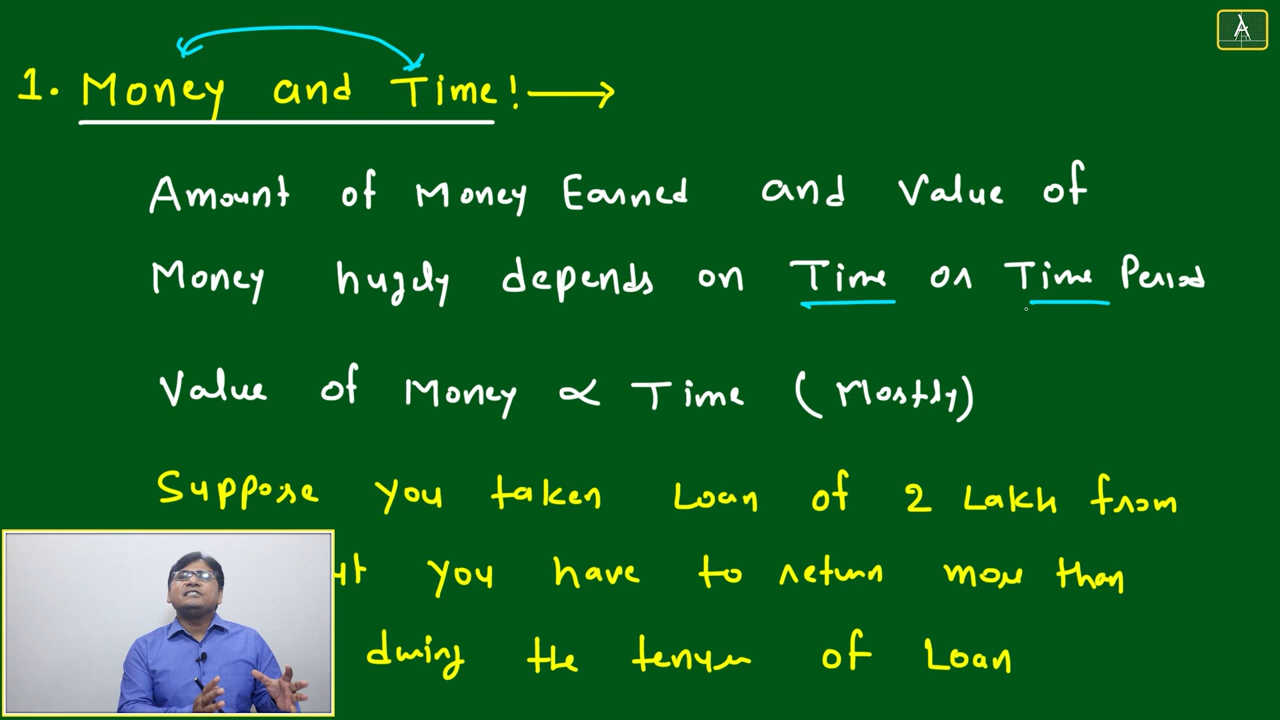 1. Money and Time! →
Amount of Money Earned and Value of
Money hugely depends on Time or Time Period
Value of Money ∝ Time (Mostly)
Suppose you taken Loan of 2 Lakh from
you have to return more than
during the tenure of Loan